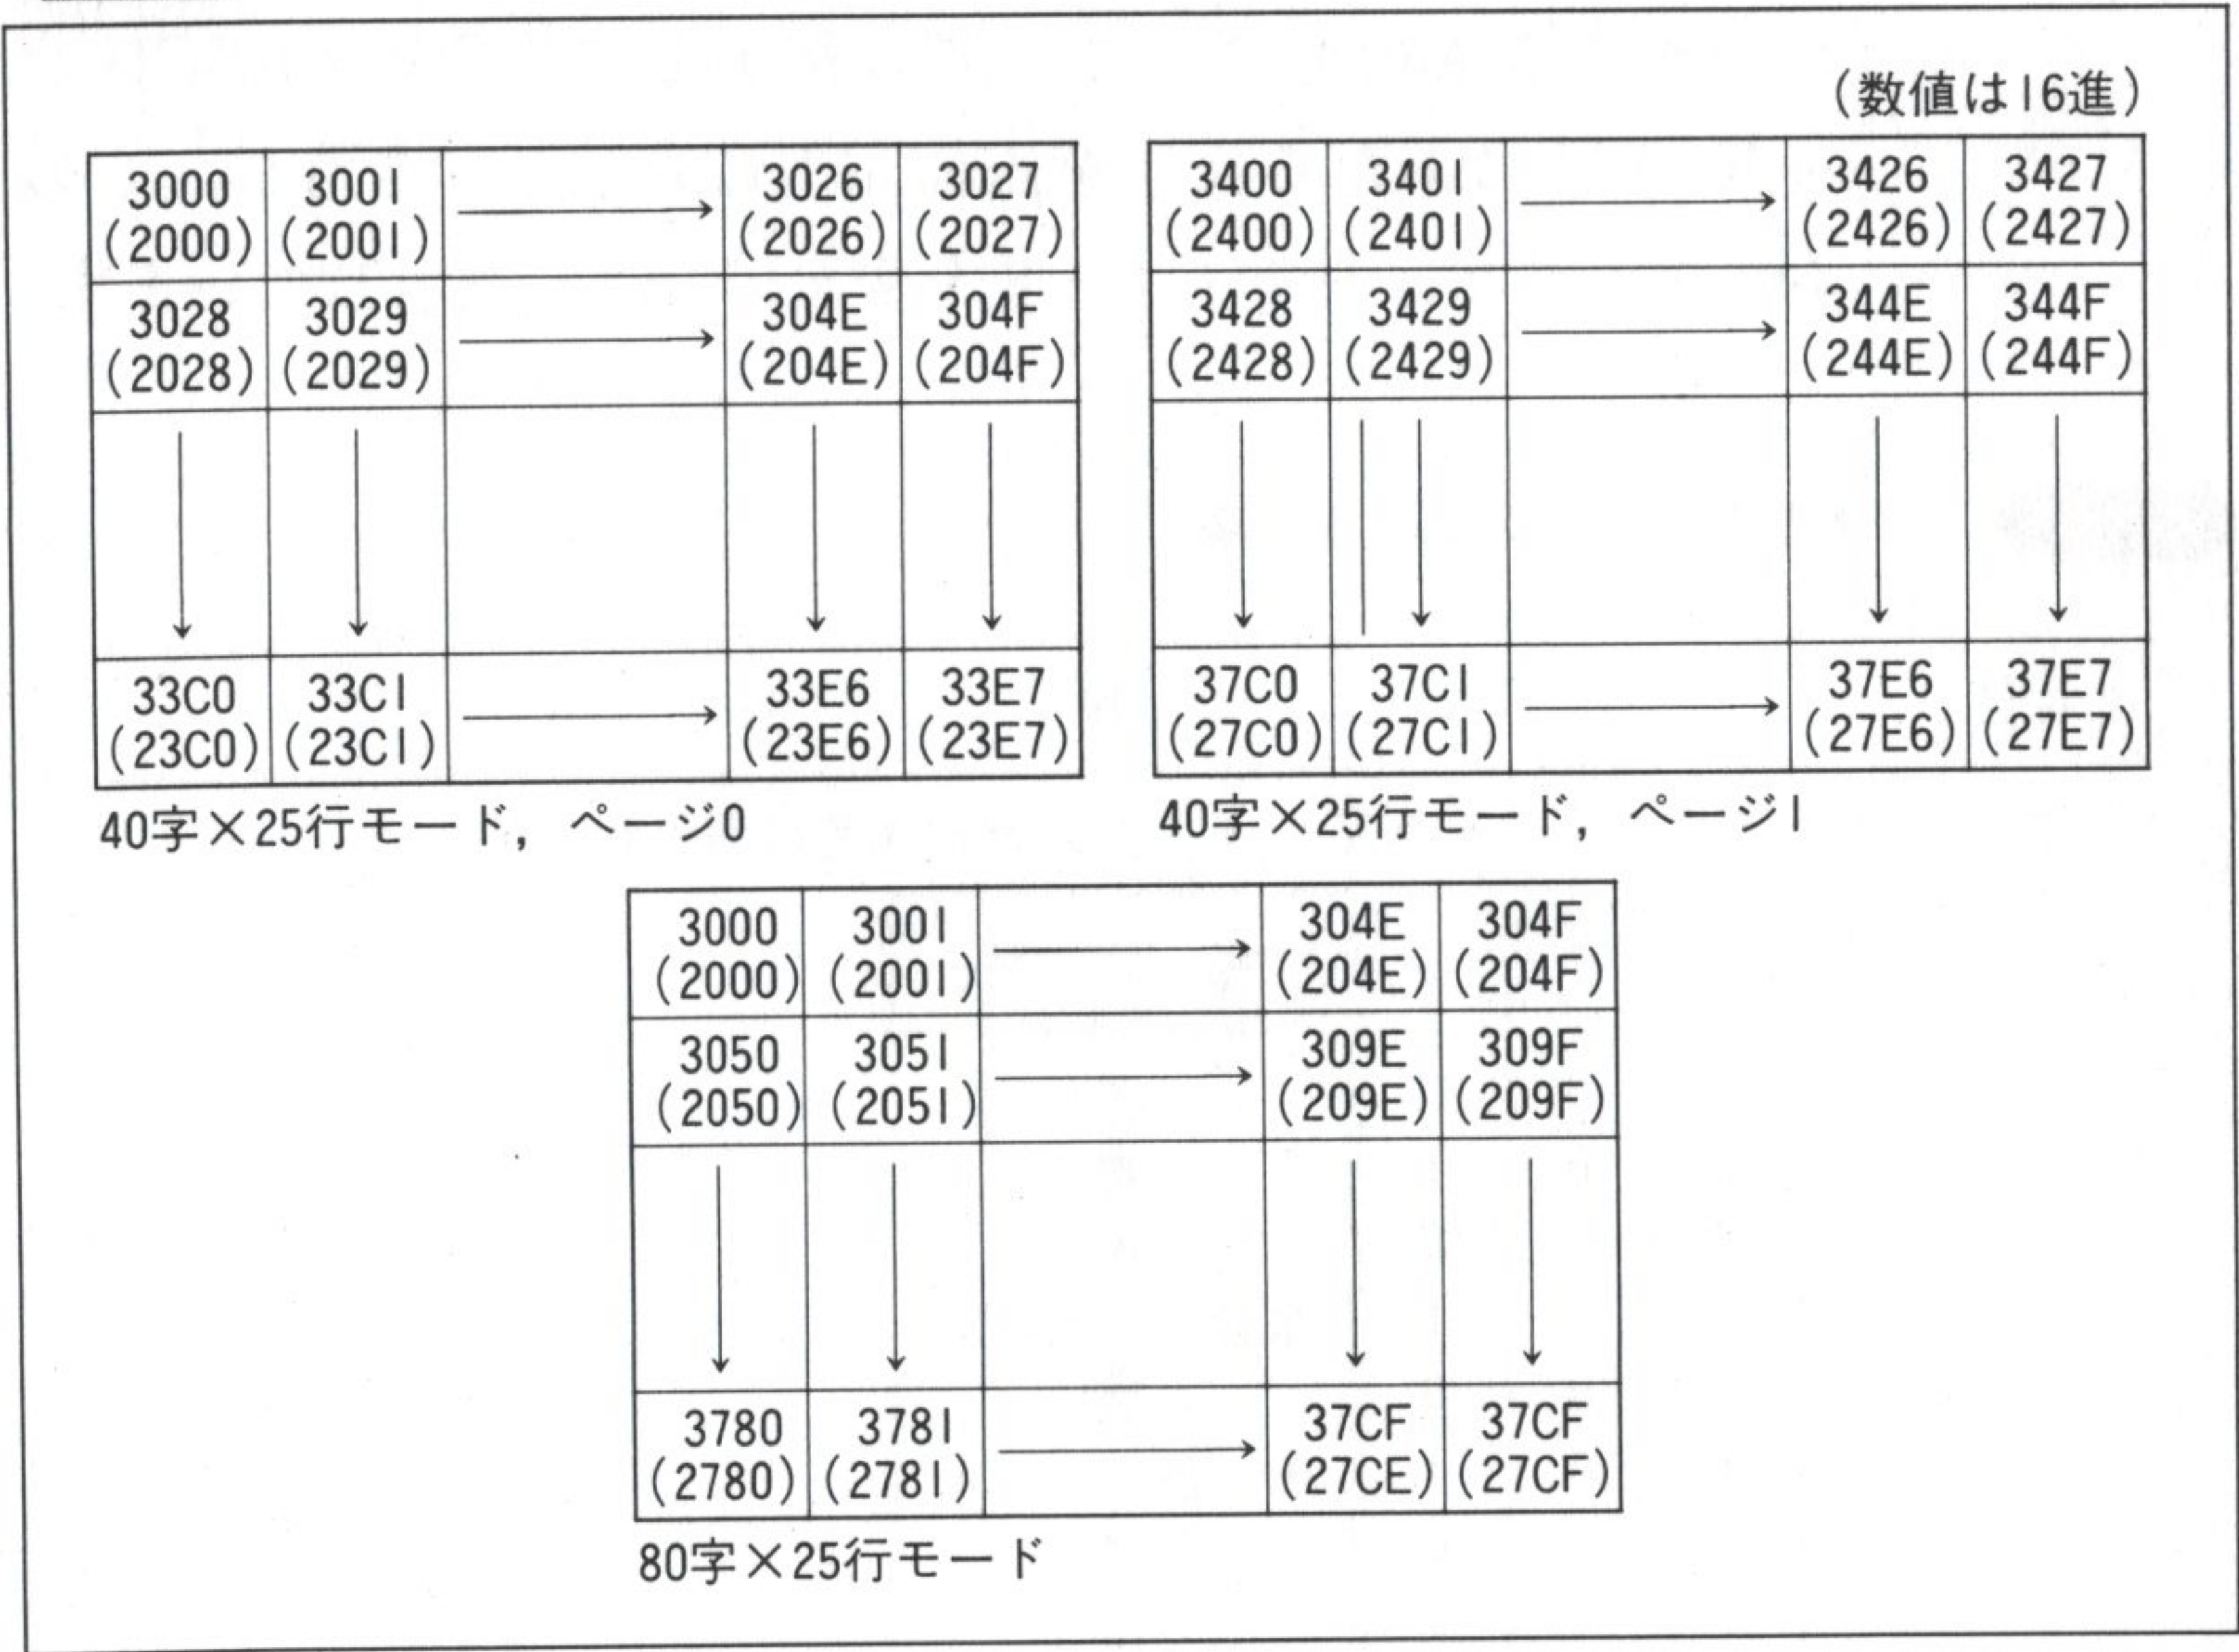 (数値は16進)
3000 3001 → 3026 3027
(2000) (2001) (2026) (2027)
3028 3029 → 304E 304F
(2028) (2029) (204E) (204F)
↓ ↓ ↓ ↓
33C0 33C1 → 33E6 33E7
(23C0) (23C1) (23E6) (23E7)
40字×25行モード, ページ0
3400 3401 → 3426 3427
(2400) (2401) (2426) (2427)
3428 3429 → 344E 344F
(2428) (2429) (244E) (244F)
↓ ↓ ↓ ↓
37C0 37C1 → 37E6 37E7
(27C0) (27C1) (27E6) (27E7)
40字×25行モード, ページ1
3000 3001 → 304E 304F
(2000) (2001) (204E) (204F)
3050 3051 → 309E 309F
(2050) (2051) (209E) (209F)
↓ ↓ ↓ ↓
3780 3781 → 37CF 37CF
(2780) (2781) (27CE) (27CF)
80字×25行モード